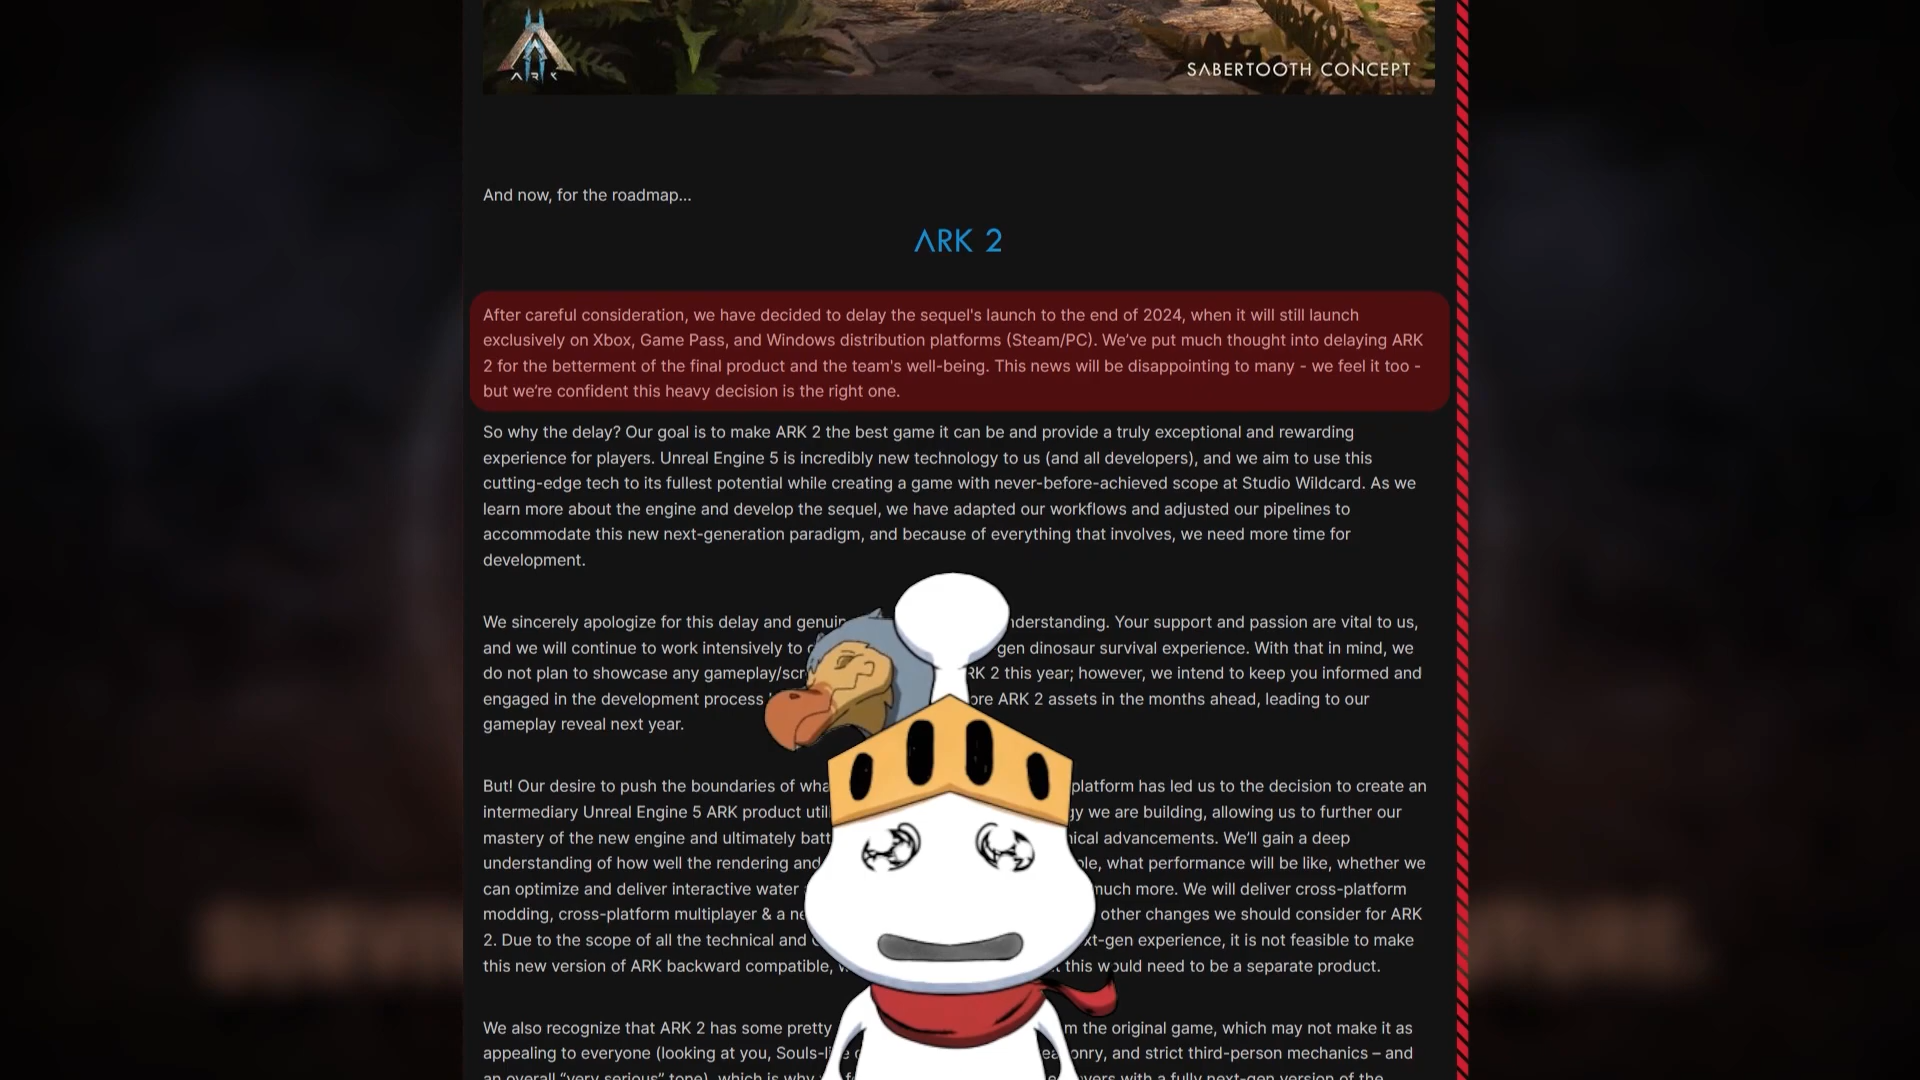 ARK
SABERTOOTH CONCEPT
And now, for the roadmap...
ARK 2
After careful consideration, we have decided to delay the sequel's launch to the end of 2024, when it will still launch
exclusively on Xbox, Game Pass, and Windows distribution platforms (Steam/PC). We've put much thought into delaying ARK
2 for the betterment of the final product and the team's well-being. This news will be disappointing to many - we feel it too -
but we're confident this heavy decision is the right one.
So why the delay? Our goal is to make ARK 2 the best game it can be and provide a truly exceptional and rewarding
experience for players. Unreal Engine 5 is incredibly new technology to us (and all developers), and we aim to use this
cutting-edge tech to its fullest potential while creating a game with never-before-achieved scope at Studio Wildcard. As we
learn more about the engine and develop the sequel, we have adapted our workflows and adjusted our pipelines to
accommodate this new next-generation paradigm, and because of everything that involves, we need more time for
development.
We sincerely apologize for this delay and Your support and passion are vital to us,
and we will continue to work intensively to gen dinosaur survival experience. With that in mind, we
do not plan to showcase any 2 this year; however, we intend to keep you informed and
engaged in the development process ARK 2 assets in the months ahead, leading to our
gameplay reveal next year.
But! Our desire to push the boundaries of platform has led us to the decision to create an
intermediary Unreal Engine 5 ARK product we are building, allowing us to further our
mastery of the new engine and ultimately advancements. We'll gain a deep
understanding of how well the rendering and what performance will be like, whether we
can optimize and deliver interactive water much more. We will deliver cross-platform
modding, cross-platform multiplayer & a other changes we should consider for ARK
2. Due to the scope of all the technical and experience, it is not feasible to make
this new version of ARK backward compatible, this would need to be a separate product.
We also recognize that ARK 2 has some pretty the original game, which may not make it as
appealing to everyone (looking at you, and strict third-person mechanics – and
an overall "very serious" tone), which is why with a fully next-gen version of the